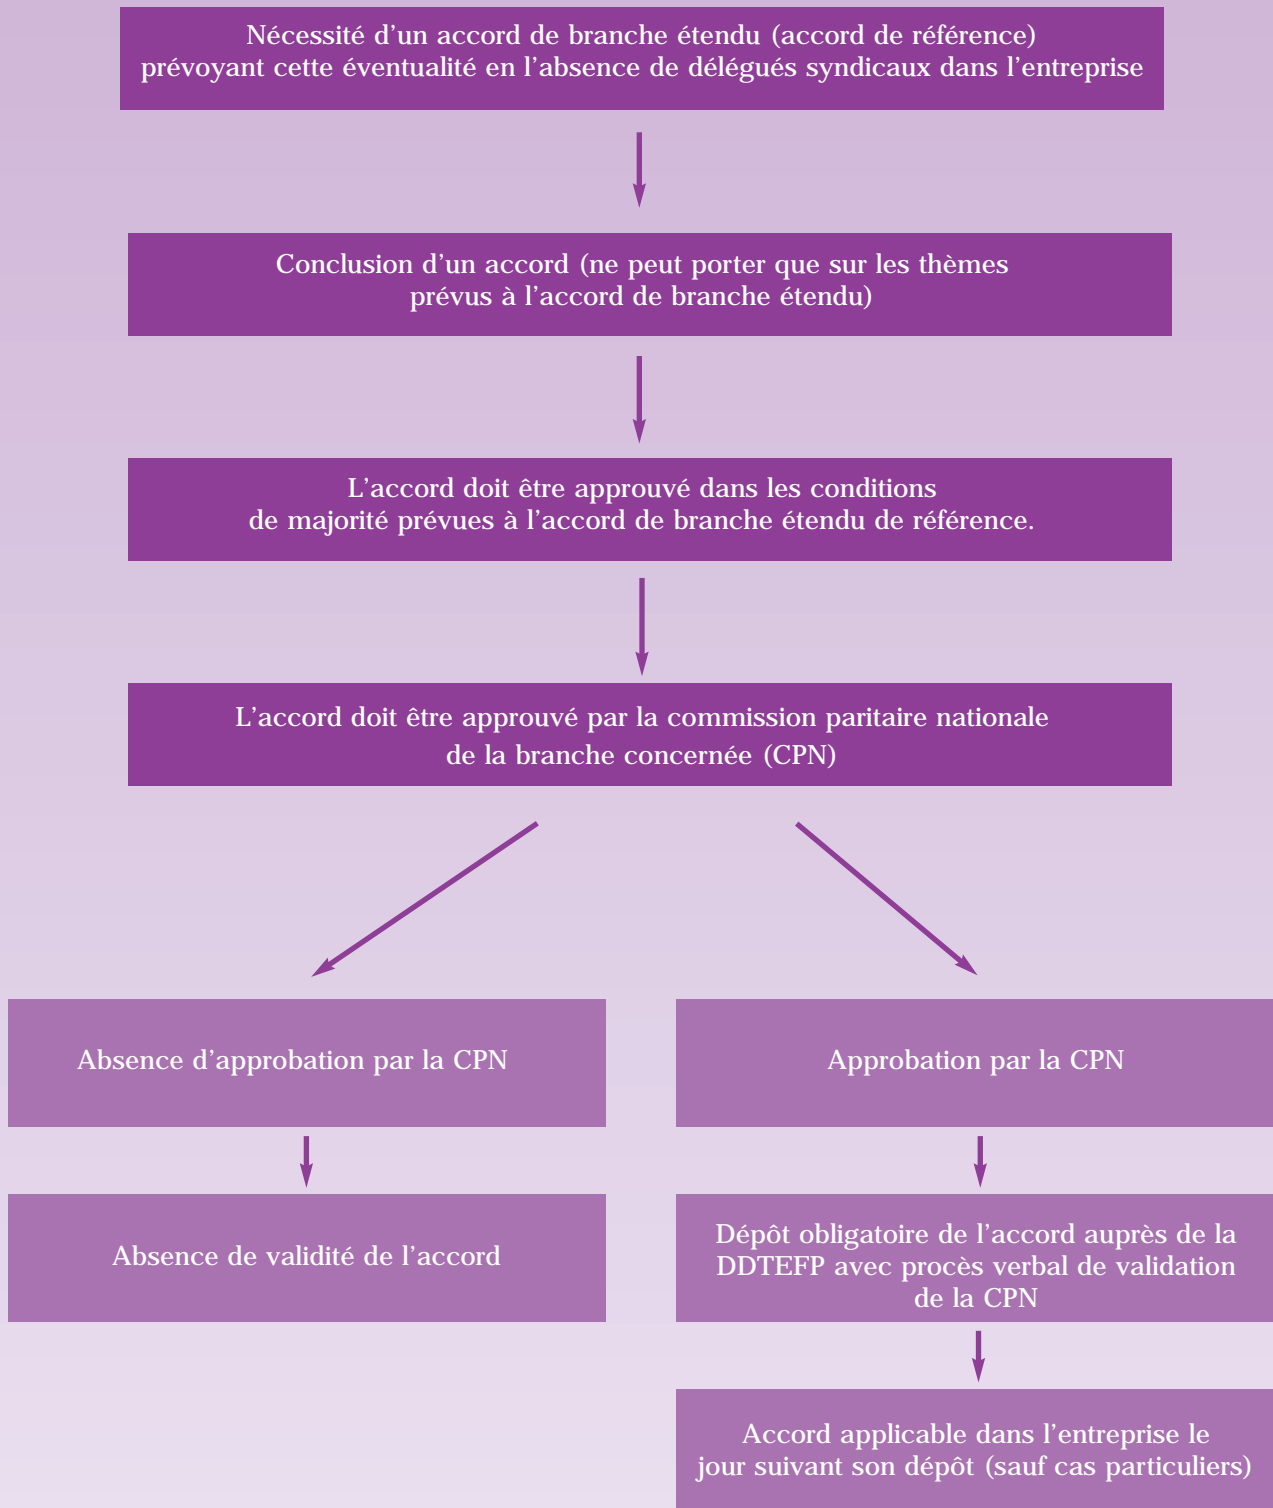 Nécessité d’un accord de branche étendu (accord de référence)
prévoyant cette éventualité en l’absence de délégués syndicaux dans l’entreprise
Conclusion d’un accord (ne peut porter que sur les thèmes
prévus à l’accord de branche étendu)
L’accord doit être approuvé dans les conditions
de majorité prévues à l’accord de branche étendu de référence.
L’accord doit être approuvé par la commission paritaire nationale
de la branche concernée (CPN)
Absence d’approbation par la CPN
Absence de validité de l’accord
Approbation par la CPN
Dépôt obligatoire de l’accord auprès de la
DDTEFP avec procès verbal de validation
de la CPN
Accord applicable dans l’entreprise le
jour suivant son dépôt (sauf cas particuliers)